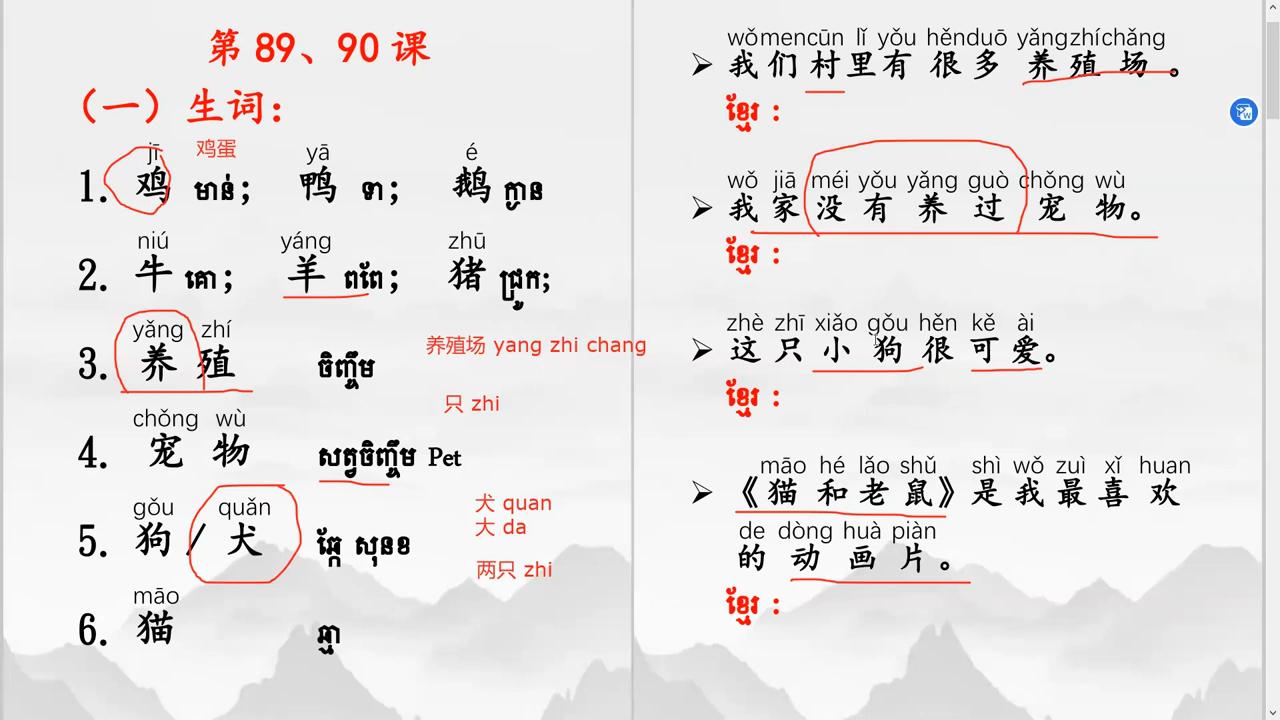 第 89、90 课
（一）生词：
jī 鸡蛋 yā é
1. 鸡 មាន់; 鸭 ទា; 鹅 ក្ងាន
niú yáng zhū
2. 牛 គោ; 羊 ពពែ; 猪 ជ្រូក;
yǎng zhí
3. 养 殖 ចិញ្ចឹម
养殖场 yang zhi chang
只 zhi
chǒng wù
4. 宠 物 សត្វចិញ្ចឹម Pet
gǒu quǎn
5. 狗 / 犬 ឆ្កែ សុនខ
犬 quan
大 da
两只 zhi
māo
6. 猫 ឆ្មា
wǒmencūn lǐ yǒu hěnduō yǎngzhíchǎng
➢ 我们村里有很多养殖场。
ខ្មែរ :
wǒ jiā méi yǒu yǎng guò chǒng wù
➢ 我家没有养过宠物。
ខ្មែរ :
zhè zhī xiǎo gǒu hěn kě ài
➢ 这只小狗很可爱。
ខ្មែរ :
māo hé lǎo shǔ shì wǒ zuì xǐ huan
➢ 《猫和老鼠》是我最喜欢
de dòng huà piàn
的动画片。
ខ្មែរ :